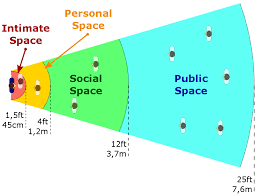 Personal
Space
Intimate
Space
Social
Space
Public
Space
1,5ft
45cm
4ft
1,2m
12ft
3,7m
25ft
7,6m